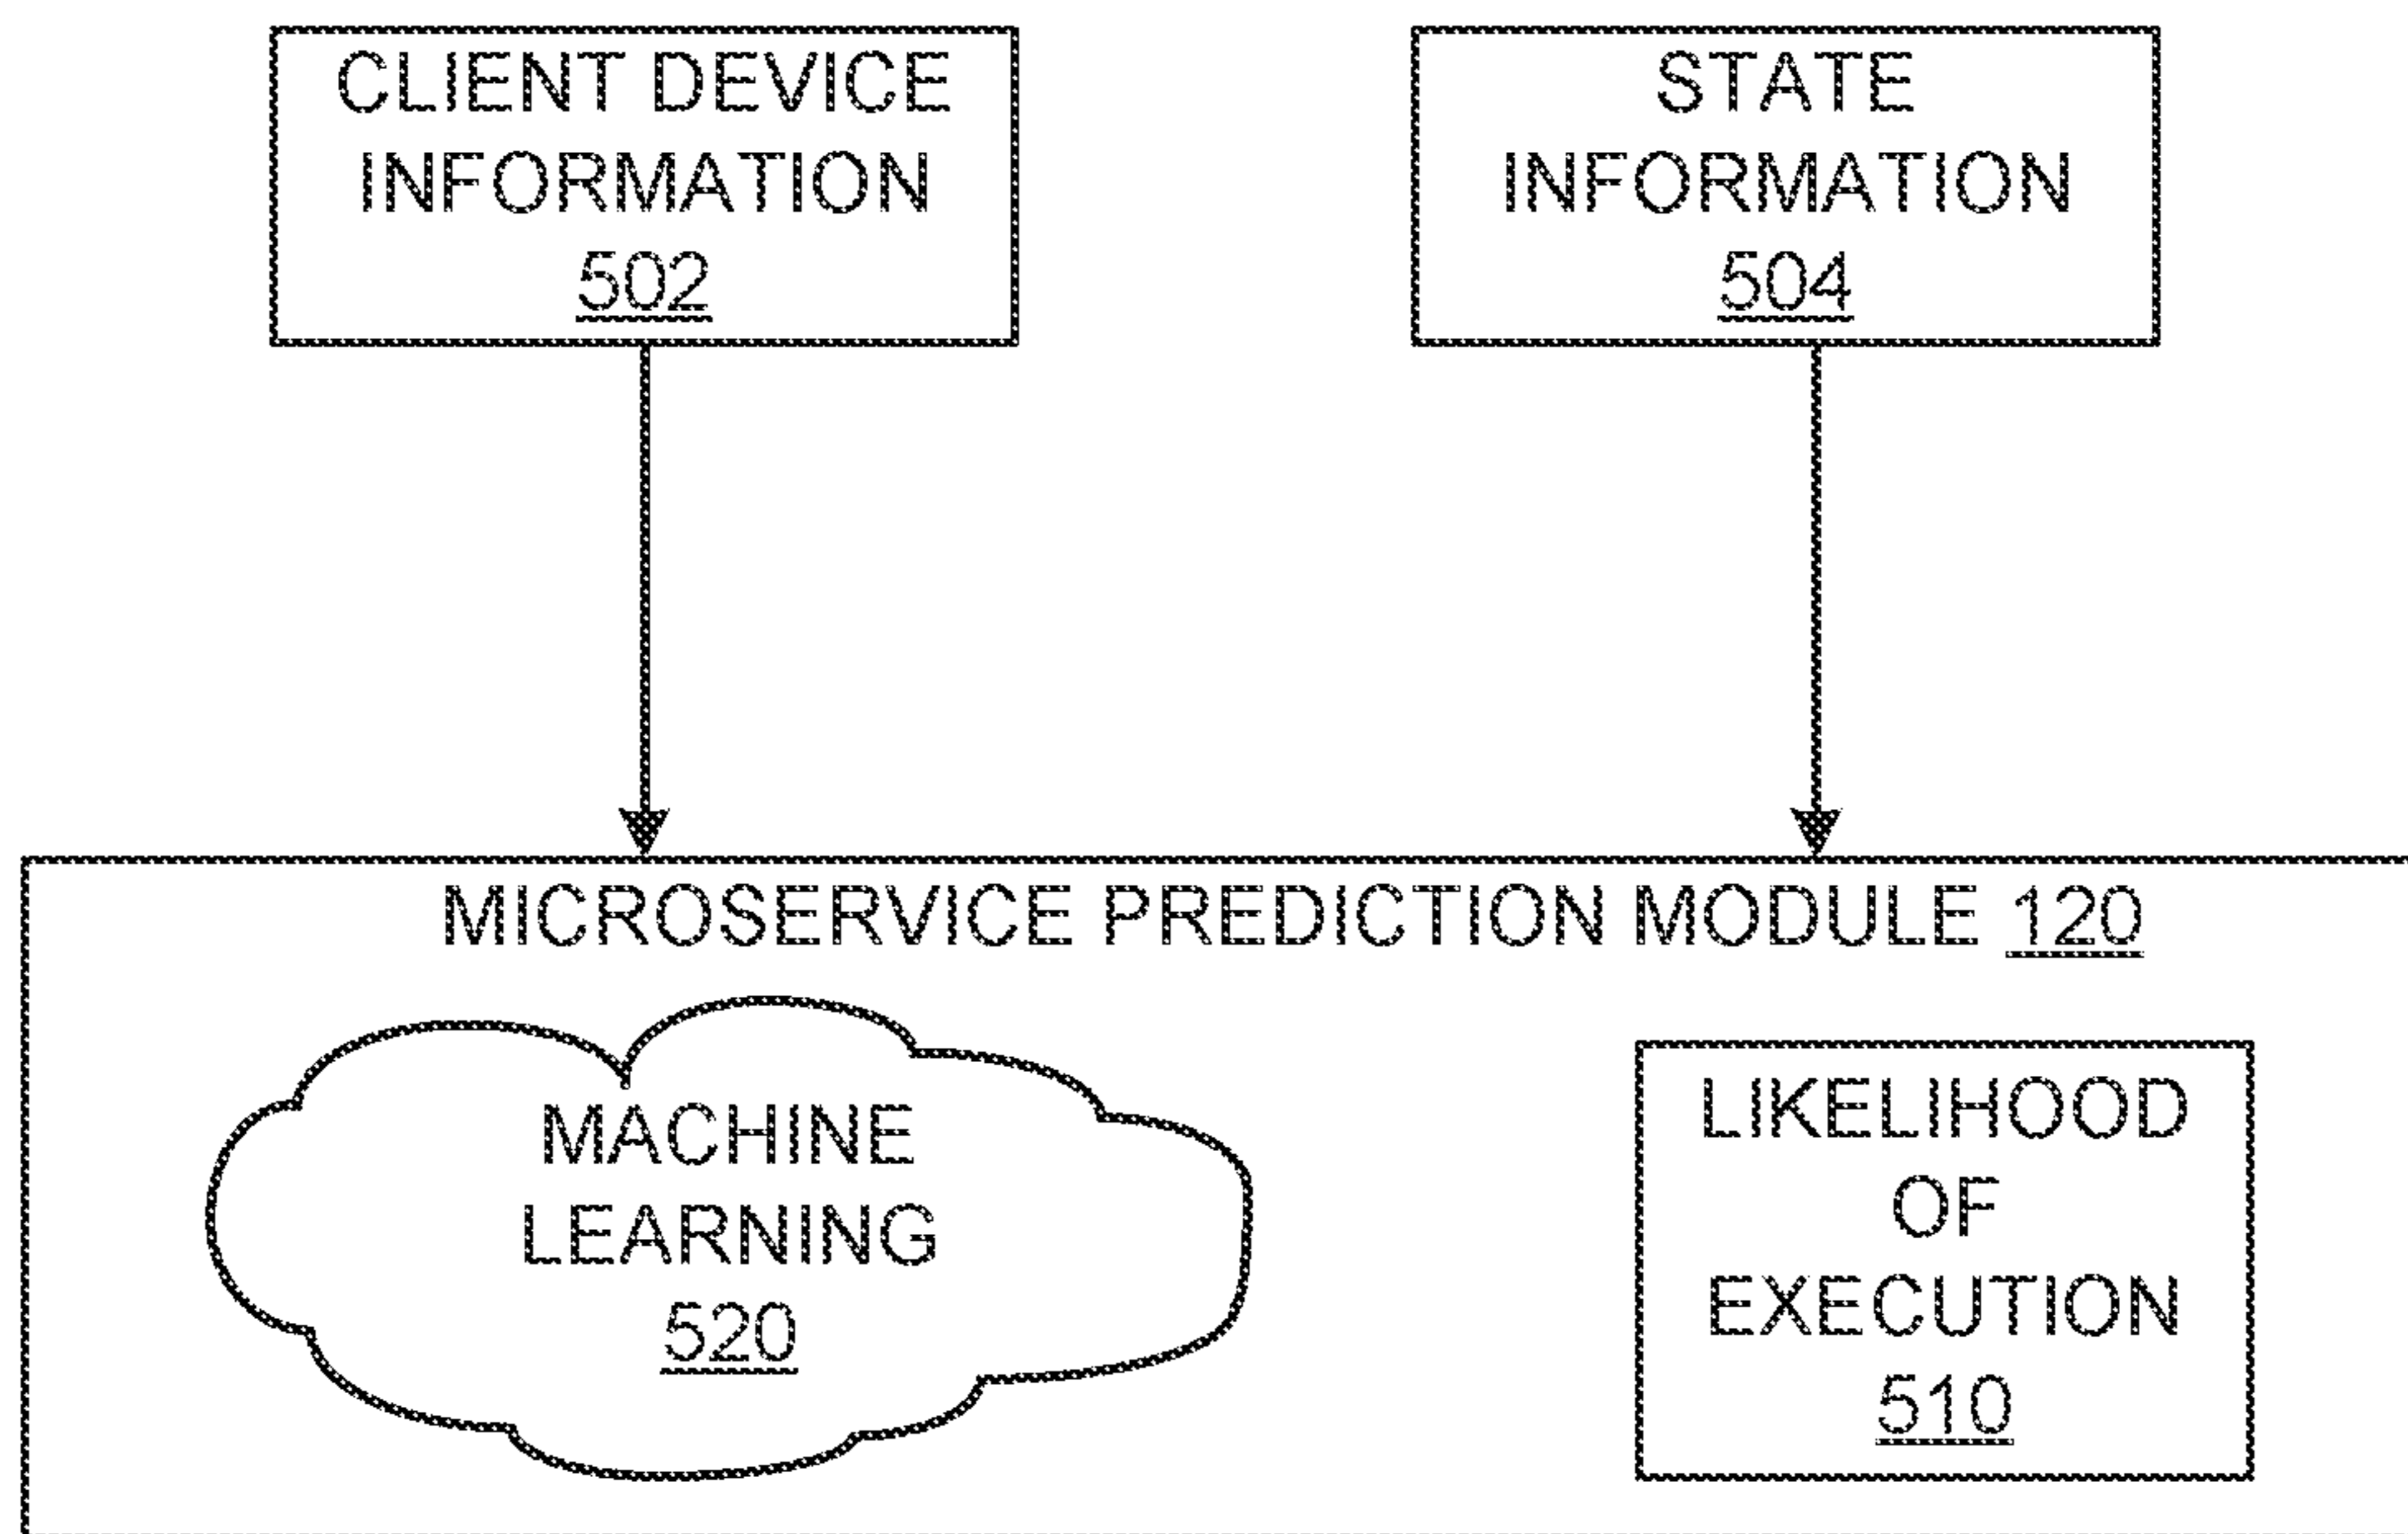 CLIENT DEVICE
INFORMATION
502
STATE
INFORMATION
504
MICROSERVICE PREDICTION MODULE 120
MACHINE
LEARNING
520
LIKELIHOOD
OF
EXECUTION
510